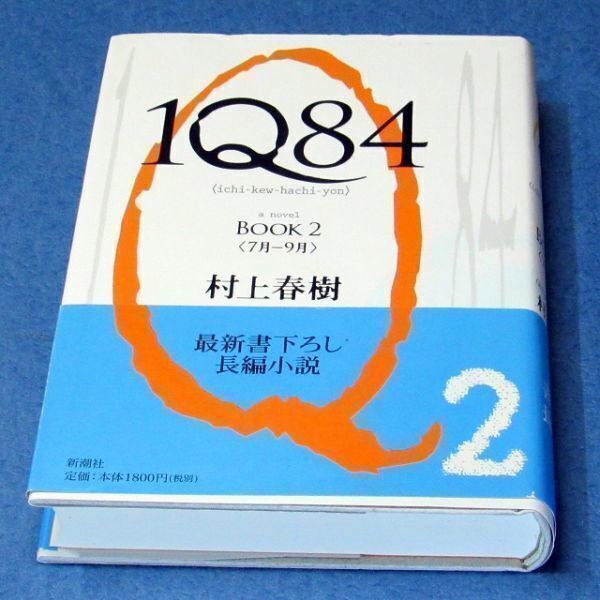 1Q84
〈ichi-kew-hachi-yon〉
a novel
BOOK 2
〈7月−9月〉
村上春樹
最新書下ろし
長編小説
2
新潮社
定価：本体1800円(税別)